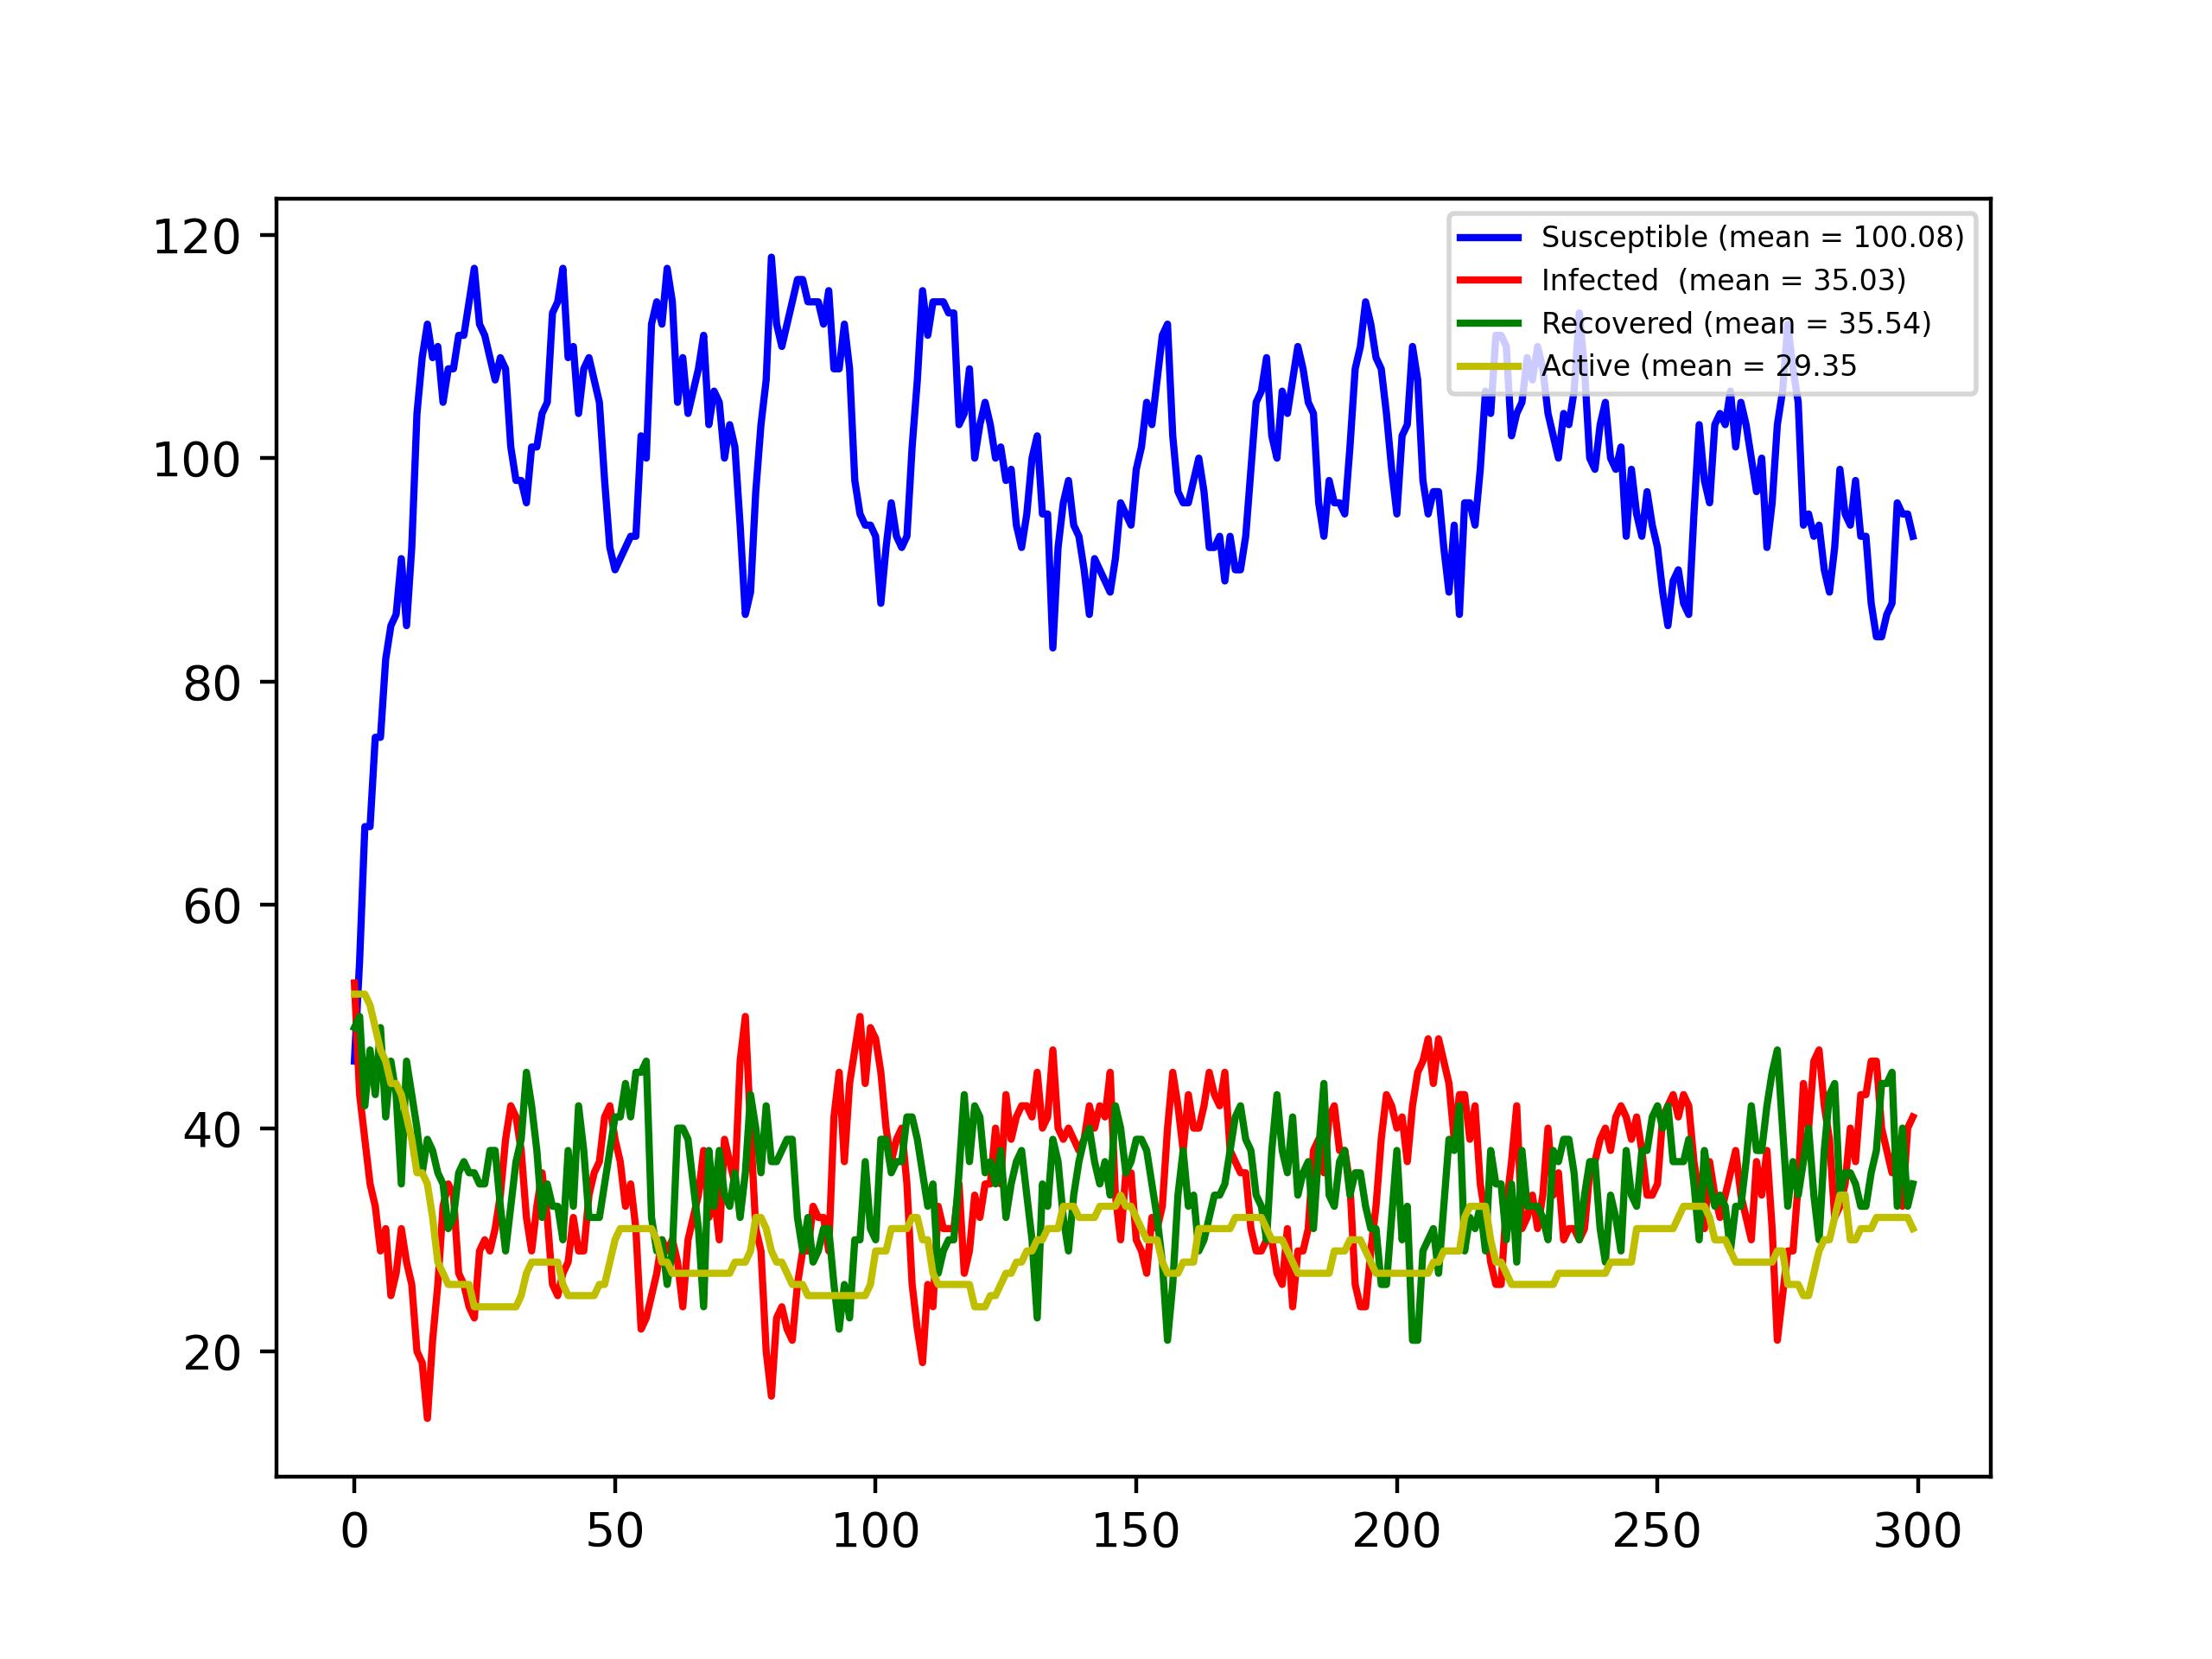 120
100
80
60
40
20
0 50 100 150 200 250 300
Susceptible (mean = 100.08)
Infected  (mean = 35.03)
Recovered (mean = 35.54)
Active (mean = 29.35